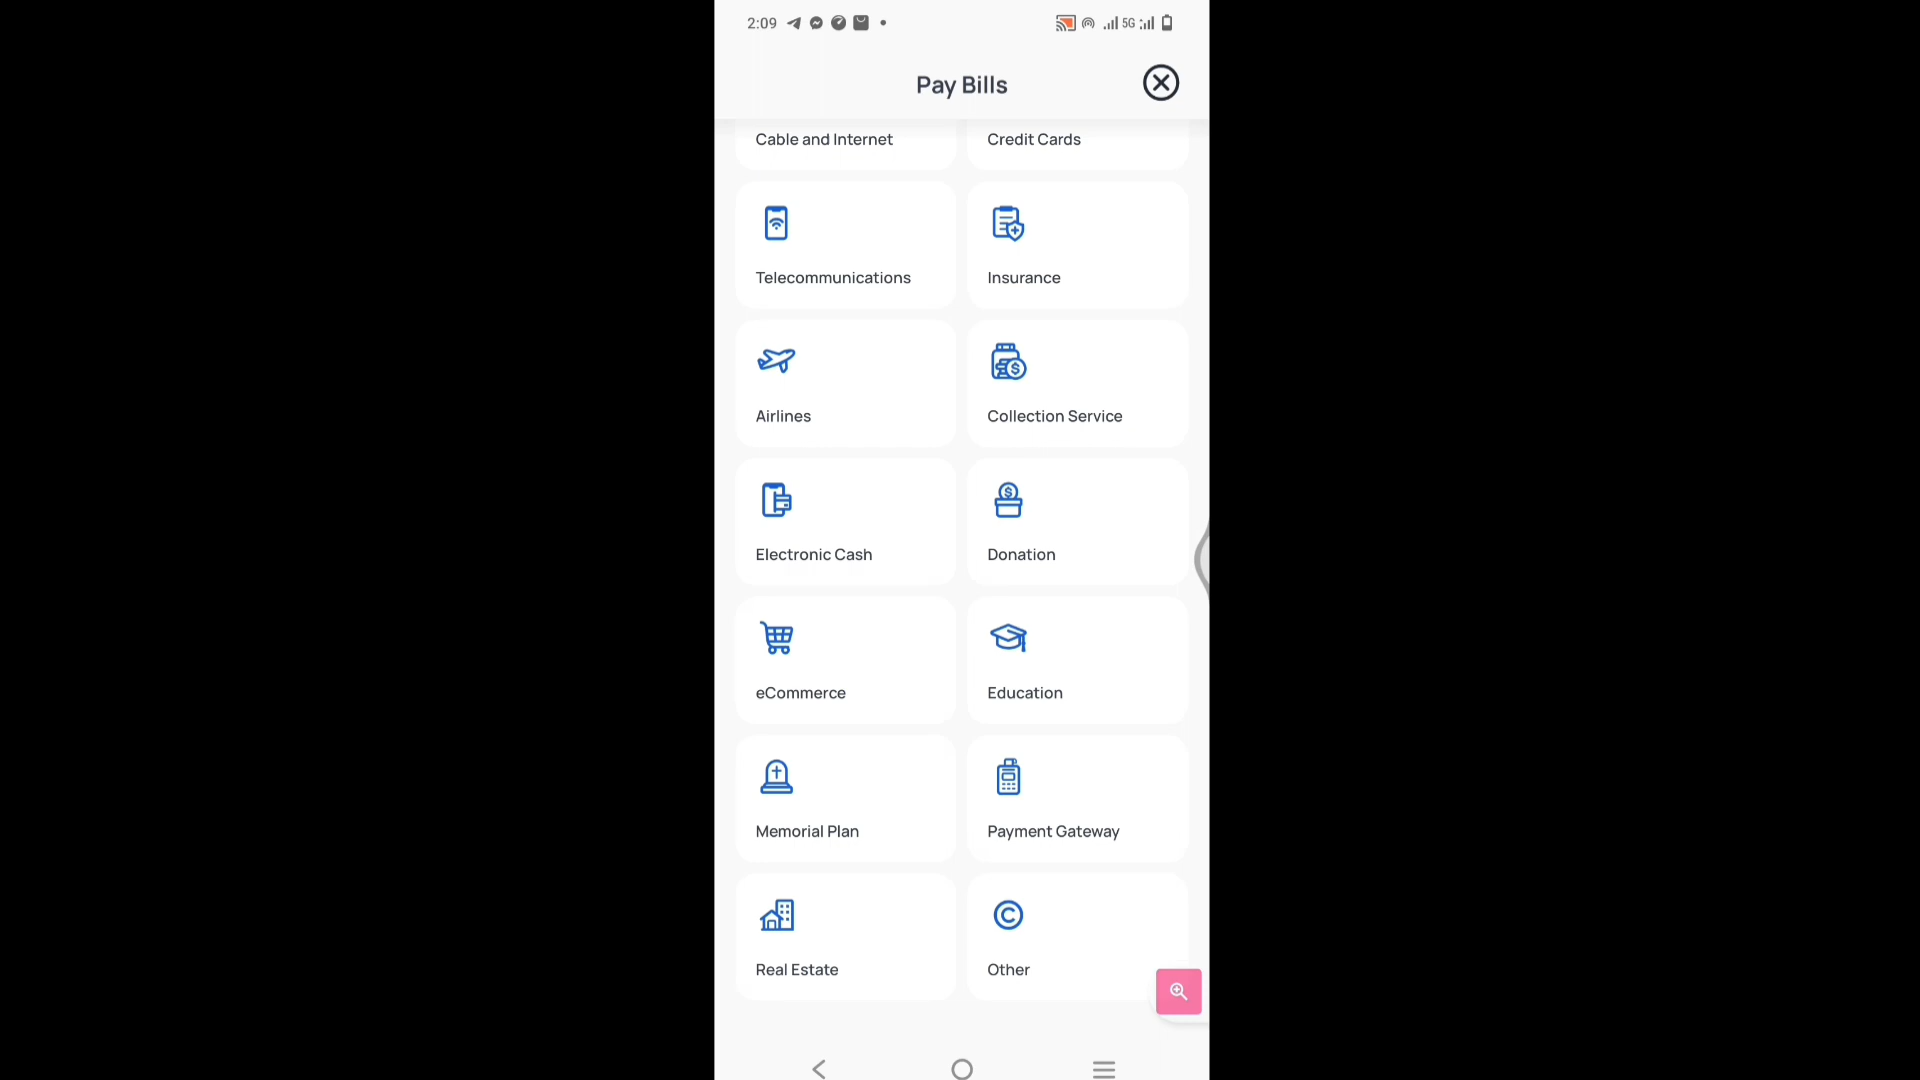 2:09
5G
Pay Bills
Cable and Internet
Credit Cards
Telecommunications
Insurance
Airlines
Collection Service
Electronic Cash
Donation
eCommerce
Education
Memorial Plan
Payment Gateway
Real Estate
Other